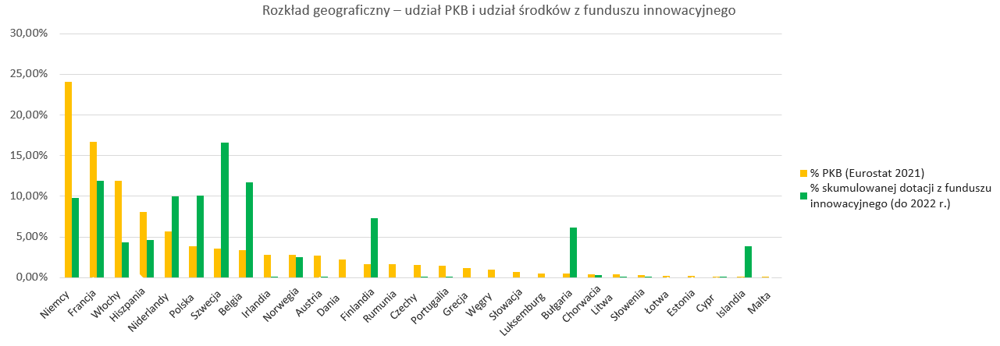 Rozkład geograficzny – udział PKB i udział środków z funduszu innowacyjnego
30,00%
25,00%
20,00%
15,00%
10,00%
5,00%
0,00%
Niemcy
Francja
Włochy
Hiszpania
Niderlandy
Polska
Szwecja
Belgia
Irlandia
Norwegia
Austria
Dania
Finlandia
Rumunia
Czechy
Portugalia
Grecja
Węgry
Słowacja
Luksemburg
Bułgaria
Chorwacja
Litwa
Słowenia
Łotwa
Estonia
Cypr
Islandia
Malta
% PKB (Eurostat 2021)
% skumulowanej dotacji z funduszu
innowacyjnego (do 2022 r.)